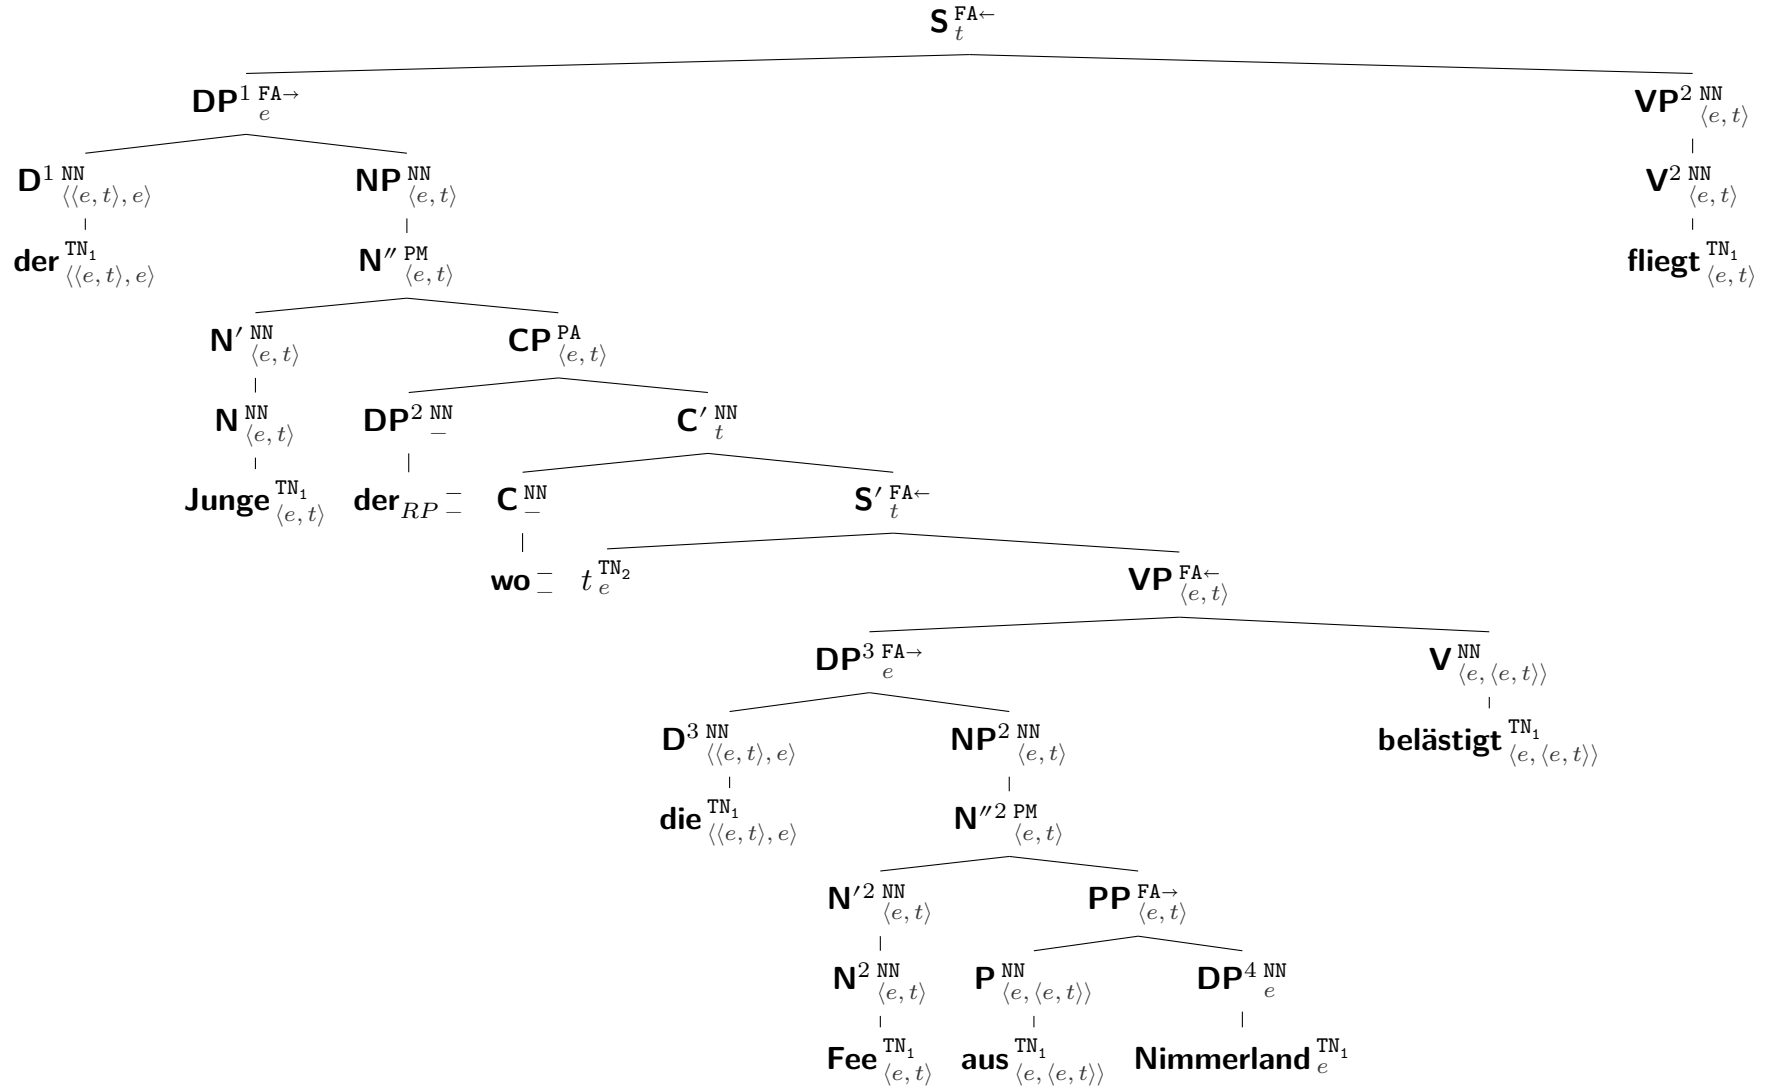 S FA← t
DP1 FA→ e VP2 NN ⟨e, t⟩
D1 NN ⟨⟨e, t⟩, e⟩ NP NN ⟨e, t⟩ V2 NN ⟨e, t⟩
der TN1 ⟨⟨e, t⟩, e⟩ N″ PM ⟨e, t⟩ fliegt TN1 ⟨e, t⟩
N′ NN ⟨e, t⟩ CP PA ⟨e, t⟩
N NN ⟨e, t⟩ DP2 NN − C′ NN t
Junge TN1 ⟨e, t⟩ derRP − − C NN − S′ FA← t
wo − − t TN2 e VP FA← ⟨e, t⟩
DP3 FA→ e V NN ⟨e, ⟨e, t⟩⟩
D3 NN ⟨⟨e, t⟩, e⟩ NP2 NN ⟨e, t⟩ belästigt TN1 ⟨e, ⟨e, t⟩⟩
die TN1 ⟨⟨e, t⟩, e⟩ N″2 PM ⟨e, t⟩
N′2 NN ⟨e, t⟩ PP FA→ ⟨e, t⟩
N2 NN ⟨e, t⟩ P NN ⟨e, ⟨e, t⟩⟩ DP4 NN e
Fee TN1 ⟨e, t⟩ aus TN1 ⟨e, ⟨e, t⟩⟩ Nimmerland TN1 e